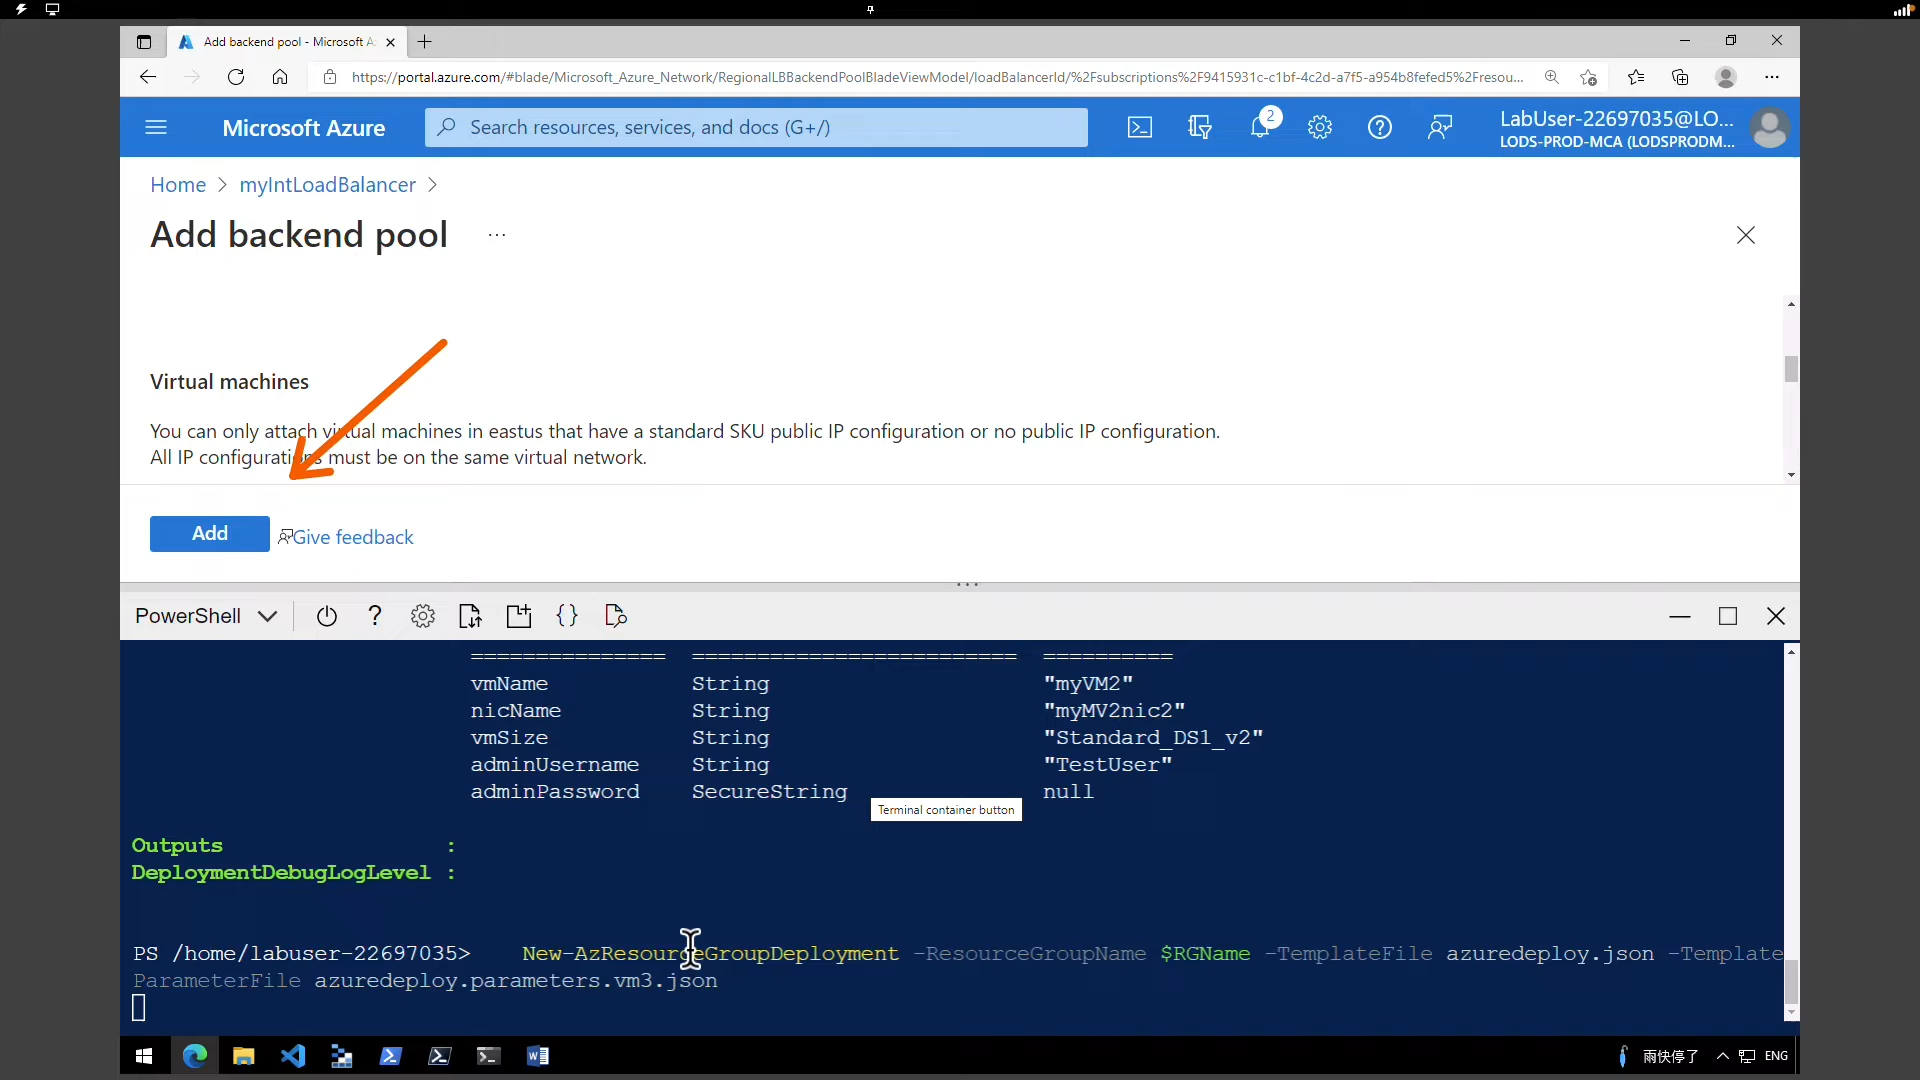 Add backend pool - Microsoft A
https://portal.azure.com/#blade/Microsoft_Azure_Network/RegionalLBBackendPoolBladeViewModel/loadBalancerId/%2Fsubscriptions%2F9415931c-c1bf-4c2d-a7f5-a954b8fefed5%2Fresou...
Microsoft Azure
Search resources, services, and docs (G+/)
2
LabUser-22697035@LO...
LODS-PROD-MCA (LODSPRODM...
Home > myIntLoadBalancer >
Add backend pool ...
Virtual machines
You can only attach virtual machines in eastus that have a standard SKU public IP configuration or no public IP configuration.
All IP configurations must be on the same virtual network.
Add Give feedback
PowerShell
=============== ========================= ==========
vmName String "myVM2"
nicName String "myMV2nic2"
vmSize String "Standard_DS1_v2"
adminUsername String "TestUser"
adminPassword SecureString null
Terminal container button
Outputs :
DeploymentDebugLogLevel :
PS /home/labuser-22697035> New-AzResourceGroupDeployment -ResourceGroupName $RGName -TemplateFile azuredeploy.json -Template
ParameterFile azuredeploy.parameters.vm3.json
雨快停了 ENG